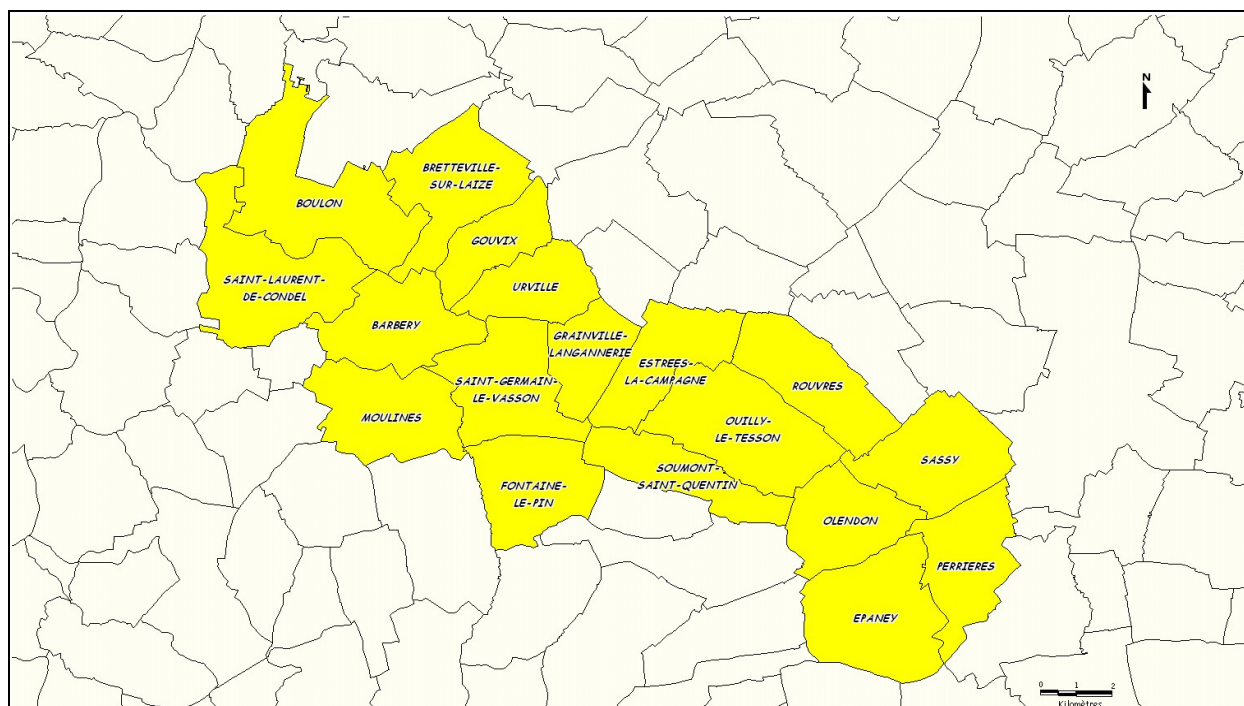 N
BRETTEVILLE-
SUR-LAIZE
BOULON
GOUVIX
SAINT-LAURENT-
DE-CONDEL
URVILLE
BARBERY
GRAINVILLE-
LANGANNERIE
ESTREES-
LA-CAMPAGNE
ROUVRES
SAINT-GERMAIN-
LE-VASSON
MOULINES
OUILLY-
LE-TESSON
SASSY
SOUMONT-
SAINT-QUENTIN
FONTAINE-
LE-PIN
OLENDON
PERRIERES
EPANEY
0 1 2
Kilomètres